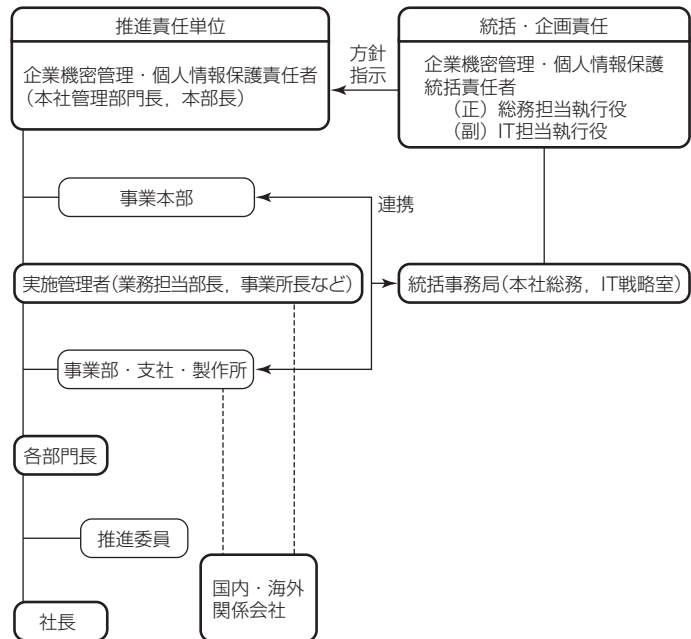 推進責任単位
企業機密管理・個人情報保護責任者
（本社管理部門長，本部長）
方針
指示
統括・企画責任
企業機密管理・個人情報保護
統括責任者
（正）総務担当執行役
（副）IT担当執行役
事業本部
連携
実施管理者(業務担当部長，事業所長など)
統括事務局(本社総務，IT戦略室)
事業部・支社・製作所
各部門長
推進委員
国内・海外
関係会社
社長